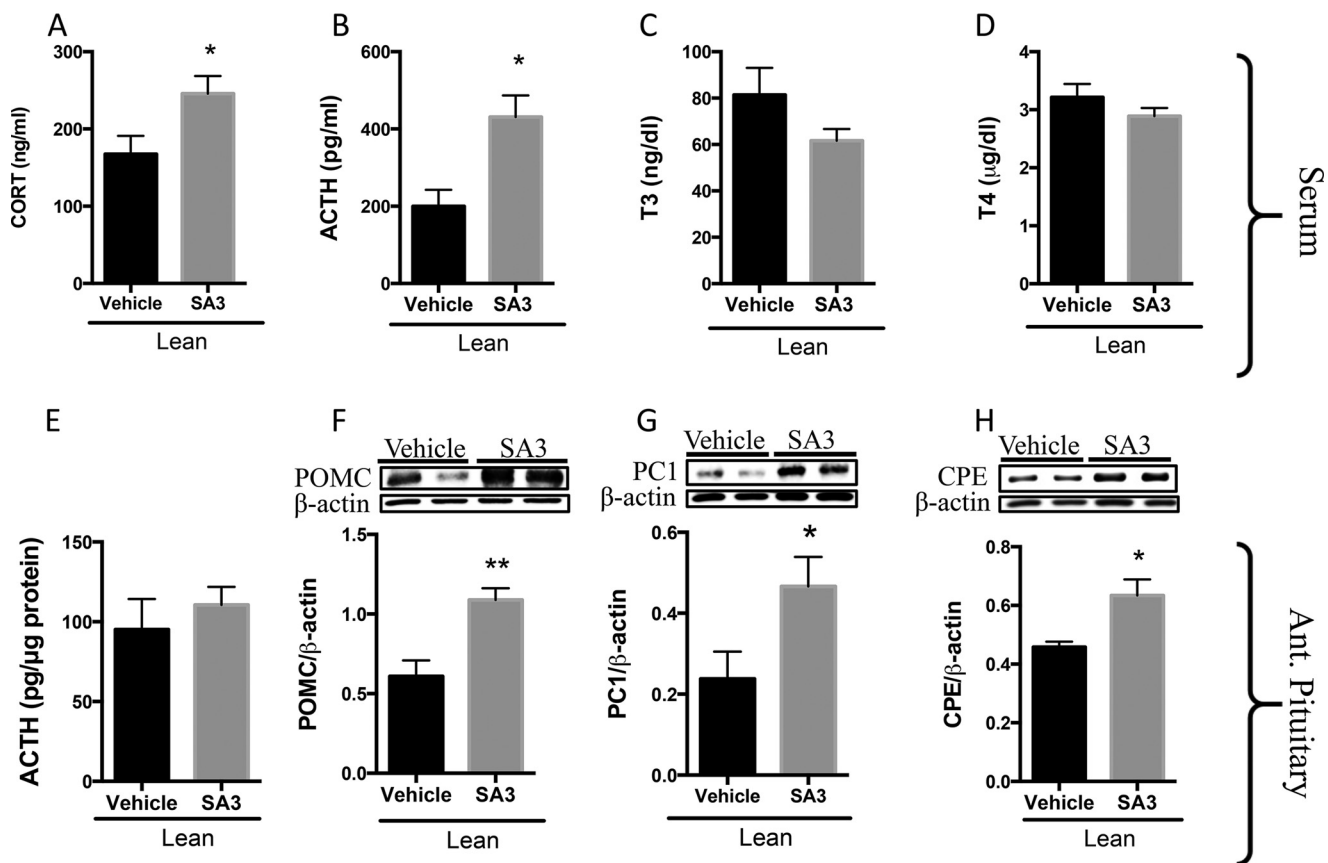 A
CORT (ng/ml)
300
200
100
0
*
Vehicle SA3
Lean
B
ACTH (pg/ml)
600
400
200
0
*
Vehicle SA3
Lean
C
T3 (ng/dl)
100
80
60
40
20
0
Vehicle SA3
Lean
D
T4 (μg/dl)
4
3
2
1
0
Vehicle SA3
Lean
Serum
E
ACTH (pg/μg protein)
150
100
50
0
Vehicle SA3
Lean
F
Vehicle SA3
POMC
β-actin
POMC/β-actin
1.5
1.0
0.5
0.0
**
Vehicle SA3
Lean
G
Vehicle SA3
PC1
β-actin
PC1/β-actin
0.6
0.4
0.2
0.0
*
Vehicle SA3
Lean
H
Vehicle SA3
CPE
β-actin
CPE/β-actin
0.8
0.6
0.4
0.2
0.0
*
Vehicle SA3
Lean
Ant. Pituitary